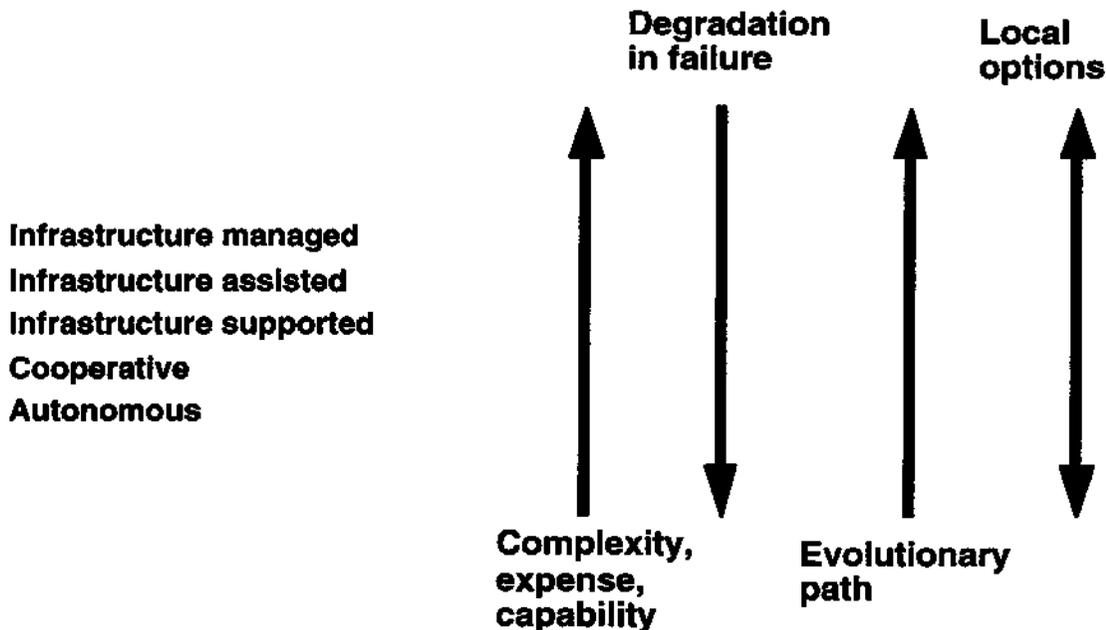 Degradation
in failure
Local
options
Infrastructure managed
Infrastructure assisted
Infrastructure supported
Cooperative
Autonomous
Complexity,
expense,
capability
Evolutionary
path